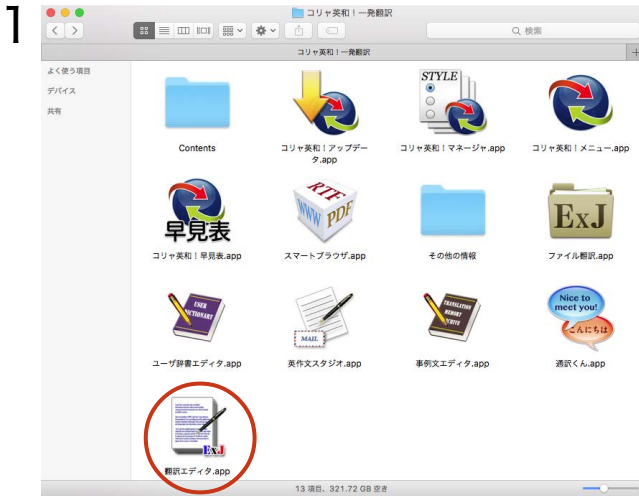 1
コリャ英和！一発翻訳
検索
コリャ英和！一発翻訳
+
よく使う項目
デバイス
共有
STYLE
Contents
コリャ英和！アップデー
タ.app
コリャ英和！マネージャ.app
コリャ英和！メニュー.app
早見表
RTF
WWW
PDF
ExJ
コリャ英和！早見表.app
スマートブラウザ.app
その他の情報
ファイル翻訳.app
USER
DICTIONARY
MAIL
TRANSLATION
MEMORY
ARCHIVE
Nice to
meet you!
こんにちは
ユーザ辞書エディタ.app
英作文スタジオ.app
事例文エディタ.app
通訳くん.app
ExJ
翻訳エディタ.app
13 項目、321.72 GB 空き